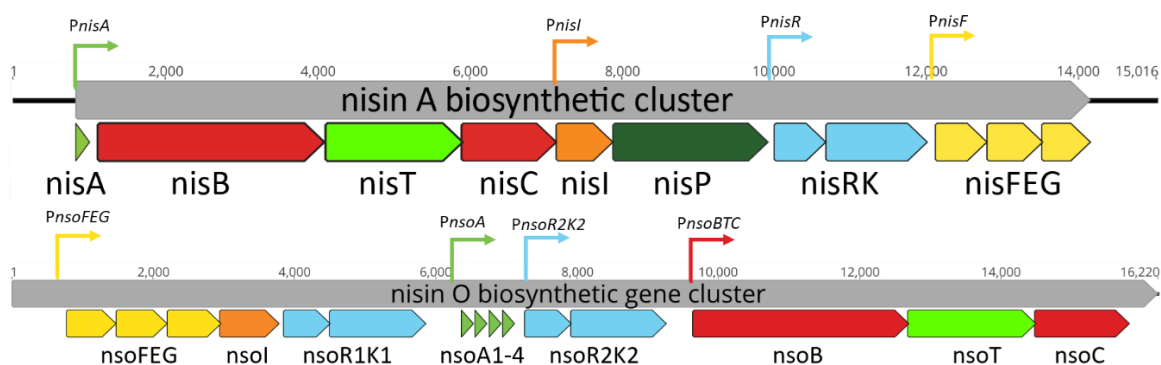 PnisA PnisI PnisR PnisF
1 2,000 4,000 6,000 8,000 10,000 12,000 14,000 15,016
nisin A biosynthetic cluster
nisA nisB nisT nisC nisI nisP nisRK nisFEG
PnsoFEG PnsoA PnsoR2K2 PnsoBTC
1 2,000 4,000 6,000 8,000 10,000 12,000 14,000 16,220
nisin O biosynthetic gene cluster
nsoFEG nsoI nsoR1K1 nsoA1-4 nsoR2K2 nsoB nsoT nsoC